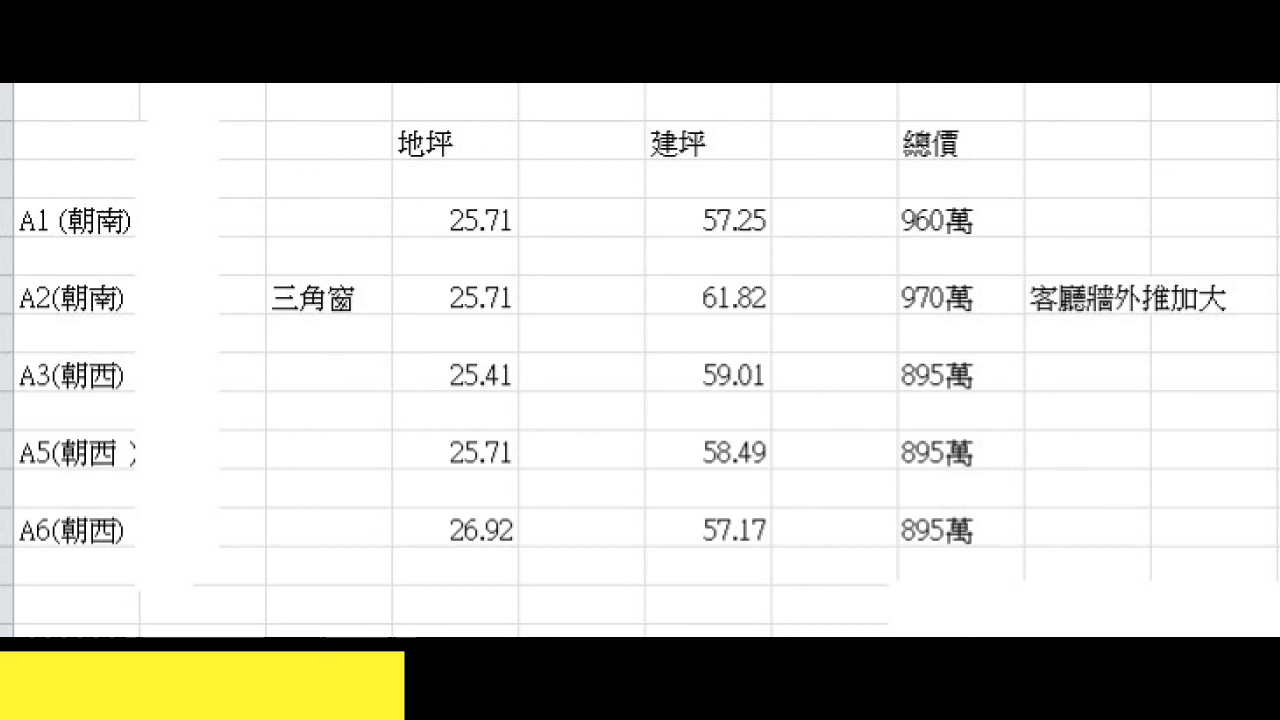 地坪 建坪 總價
A1 (朝南) 25.71 57.25 960萬
A2(朝南) 三角窗 25.71 61.82 970萬 客廳牆外推加大
A3(朝西) 25.41 59.01 895萬
A5(朝西 ) 25.71 58.49 895萬
A6(朝西) 26.92 57.17 895萬